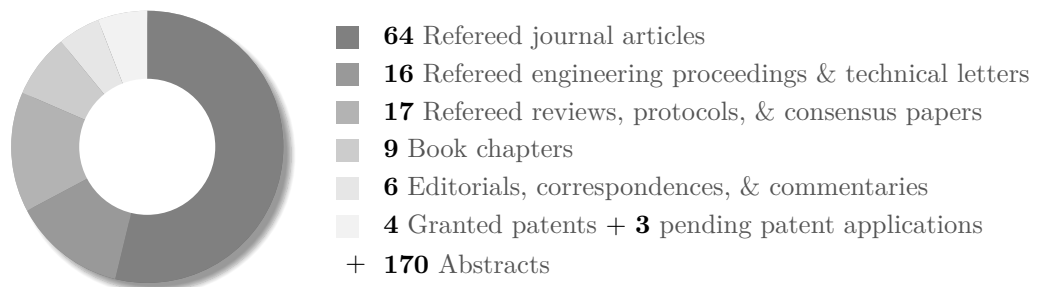 64 Refereed journal articles
16 Refereed engineering proceedings & technical letters
17 Refereed reviews, protocols, & consensus papers
9 Book chapters
6 Editorials, correspondences, & commentaries
4 Granted patents + 3 pending patent applications
+ 170 Abstracts